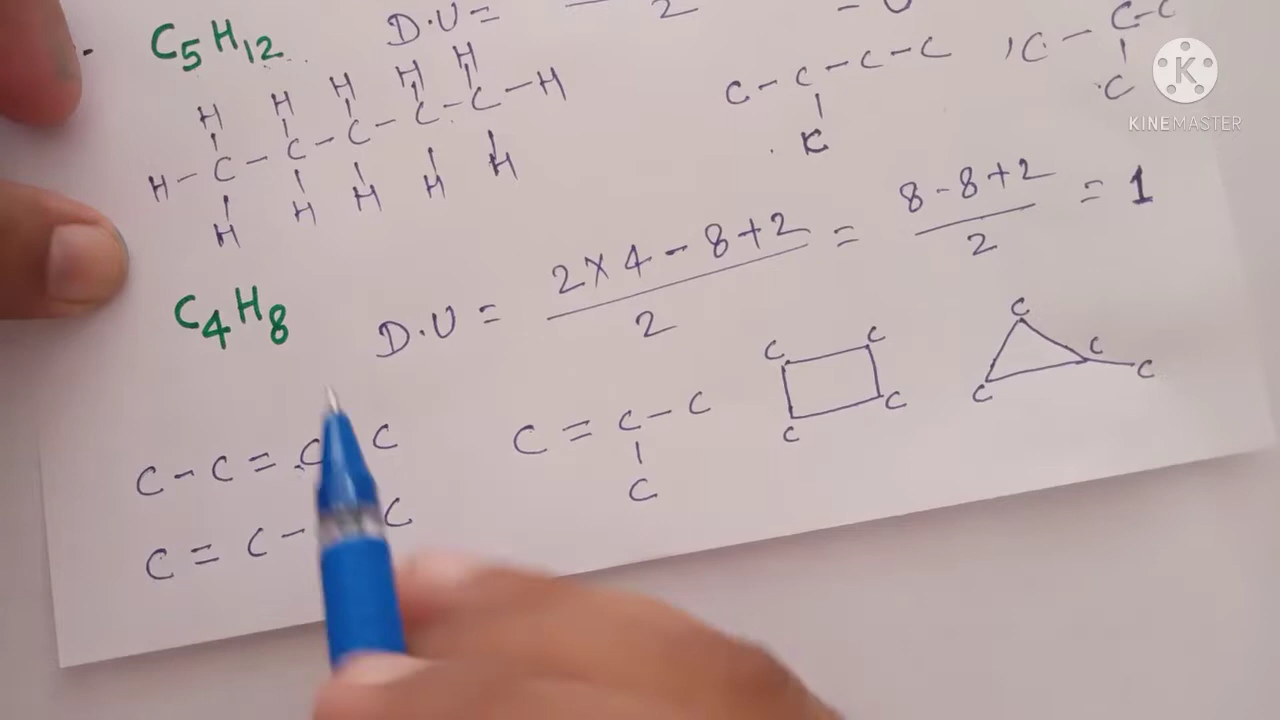 C5H12 D.U =
2
H H H H H
H - C - C - C - C - C - H
H H H H H
C - C - C - C , C - C - C
C C
C4H8 D.U = 2 × 4 - 8 + 2 / 2 = 8 - 8 + 2 / 2 = 1
C - C = C C
C = C - C
C = C - C
C
C C
C C
C
C C - C
K
KINEMASTER